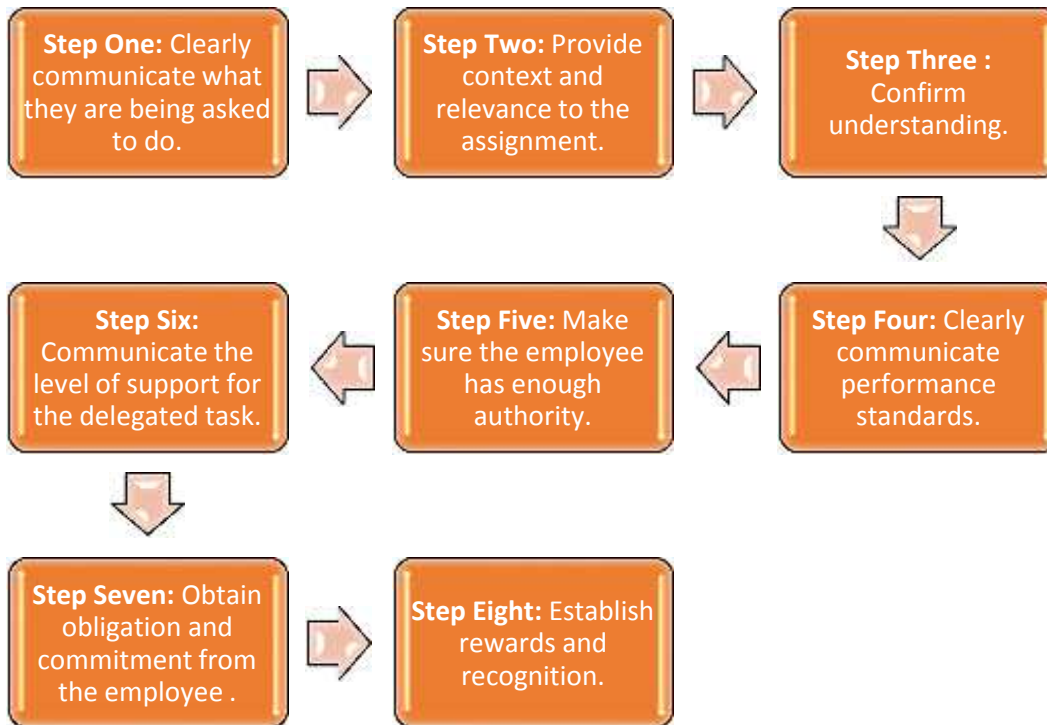 Step One: Clearly
communicate what
they are being asked
to do.
Step Two: Provide
context and
relevance to the
assignment.
Step Three :
Confirm
understanding.
Step Four: Clearly
communicate
performance
standards.
Step Five: Make
sure the employee
has enough
authority.
Step Six:
Communicate the
level of support for
the delegated task.
Step Seven: Obtain
obligation and
commitment from
the employee .
Step Eight: Establish
rewards and
recognition.